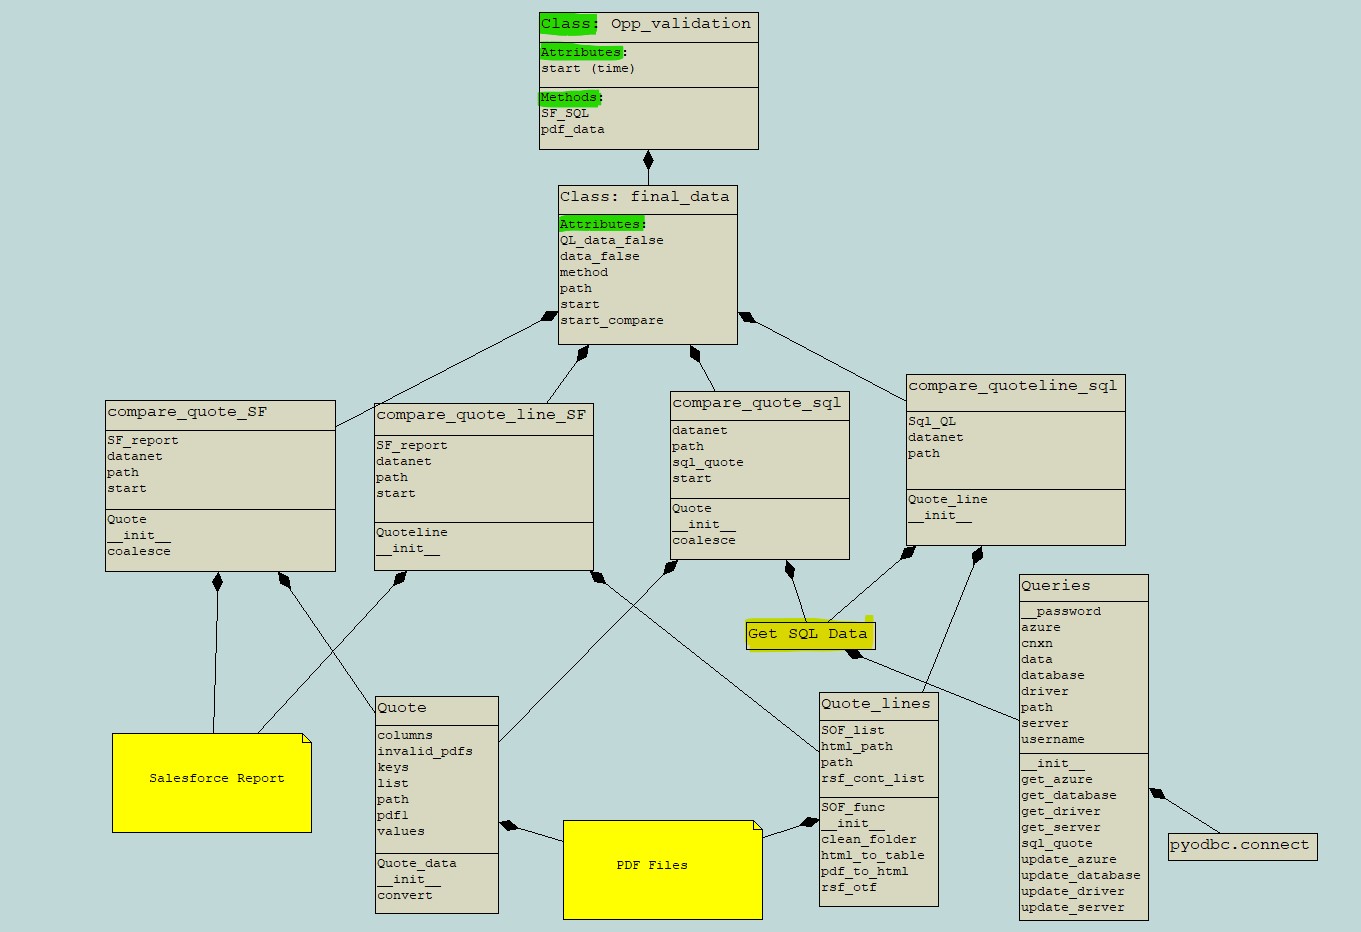 Class: Opp_validation
Attributes:
start (time)
Methods:
SF_SQL
pdf_data
Class: final_data
Attributes:
QL_data_false
data_false
method
path
start
start_compare
compare_quote_SF
SF_report
datanet
path
start
Quote
__init__
coalesce
compare_quote_line_SF
SF_report
datanet
path
start
Quoteline
__init__
compare_quote_sql
datanet
path
sql_quote
start
Quote
__init__
coalesce
compare_quoteline_sql
Sql_QL
datanet
path
Quote_line
__init__
Get SQL Data
Queries
__password
azure
cnxn
data
database
driver
path
server
username
__init__
get_azure
get_database
get_driver
get_server
sql_quote
update_azure
update_database
update_driver
update_server
Salesforce Report
Quote
columns
invalid_pdfs
keys
list
path
pdfl
values
Quote_data
__init__
convert
PDF Files
Quote_lines
SOF_list
html_path
path
rsf_cont_list
SOF_func
__init__
clean_folder
html_to_table
pdf_to_html
rsf_otf
pyodbc.connect